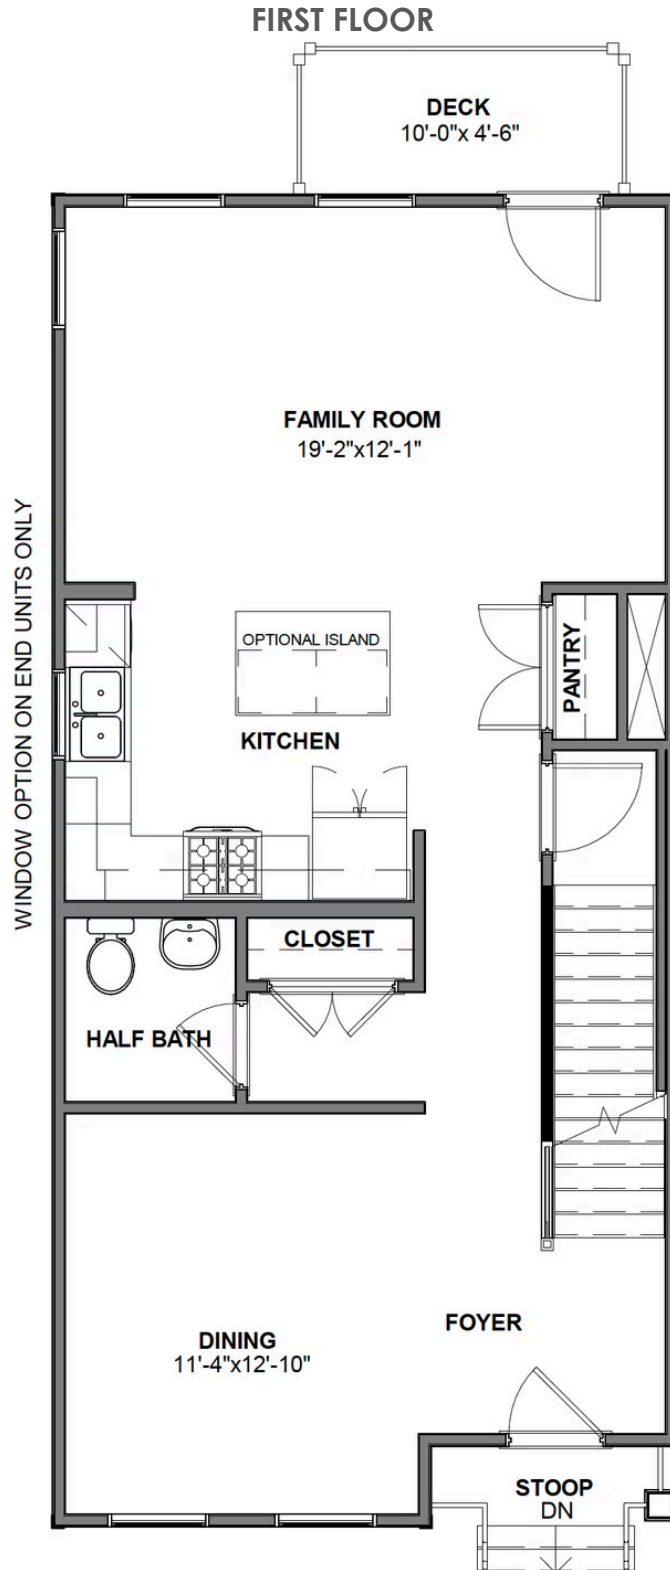 FIRST FLOOR
DECK
10'-0"x 4'-6"
FAMILY ROOM
19'-2"x12'-1"
WINDOW OPTION ON END UNITS ONLY
OPTIONAL ISLAND
PANTRY
KITCHEN
CLOSET
HALF BATH
FOYER
DINING
11'-4"x12'-10"
STOOP
DN